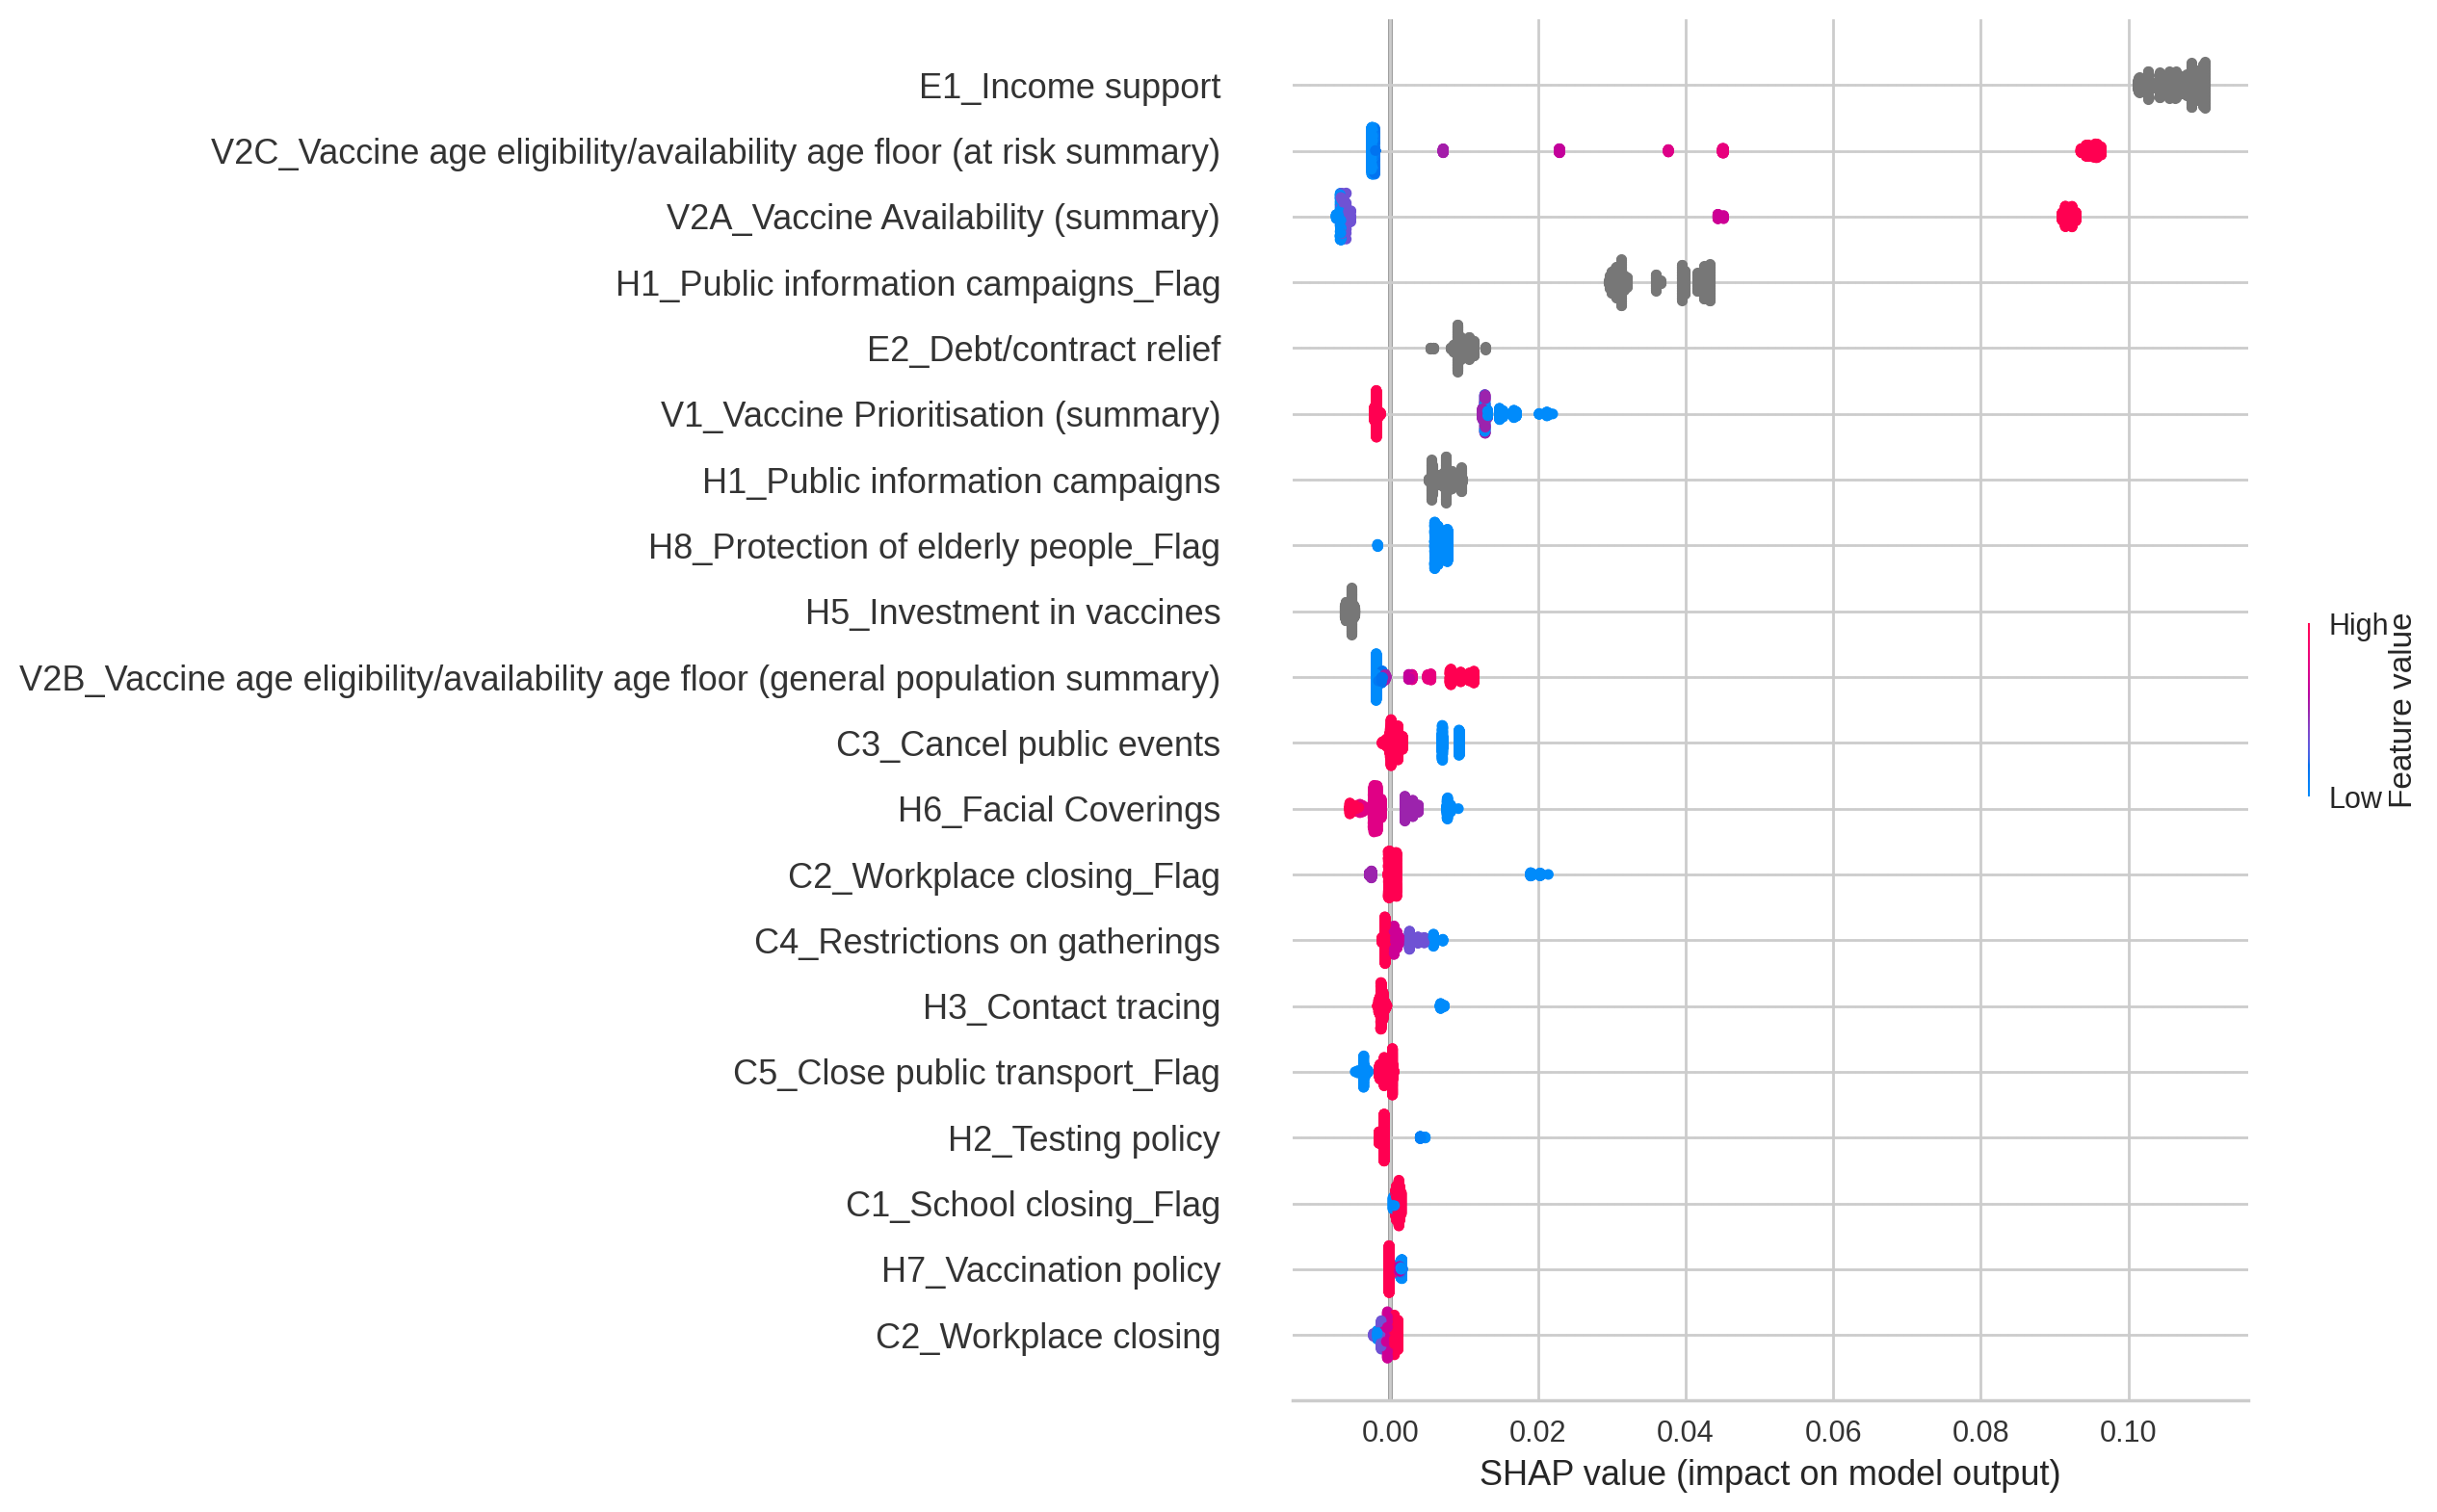 E1_Income support
V2C_Vaccine age eligibility/availability age floor (at risk summary)
V2A_Vaccine Availability (summary)
H1_Public information campaigns_Flag
E2_Debt/contract relief
V1_Vaccine Prioritisation (summary)
H1_Public information campaigns
H8_Protection of elderly people_Flag
H5_Investment in vaccines
V2B_Vaccine age eligibility/availability age floor (general population summary)
C3_Cancel public events
H6_Facial Coverings
C2_Workplace closing_Flag
C4_Restrictions on gatherings
H3_Contact tracing
C5_Close public transport_Flag
H2_Testing policy
C1_School closing_Flag
H7_Vaccination policy
C2_Workplace closing
0.00 0.02 0.04 0.06 0.08 0.10
SHAP value (impact on model output)
High
Low
Feature value